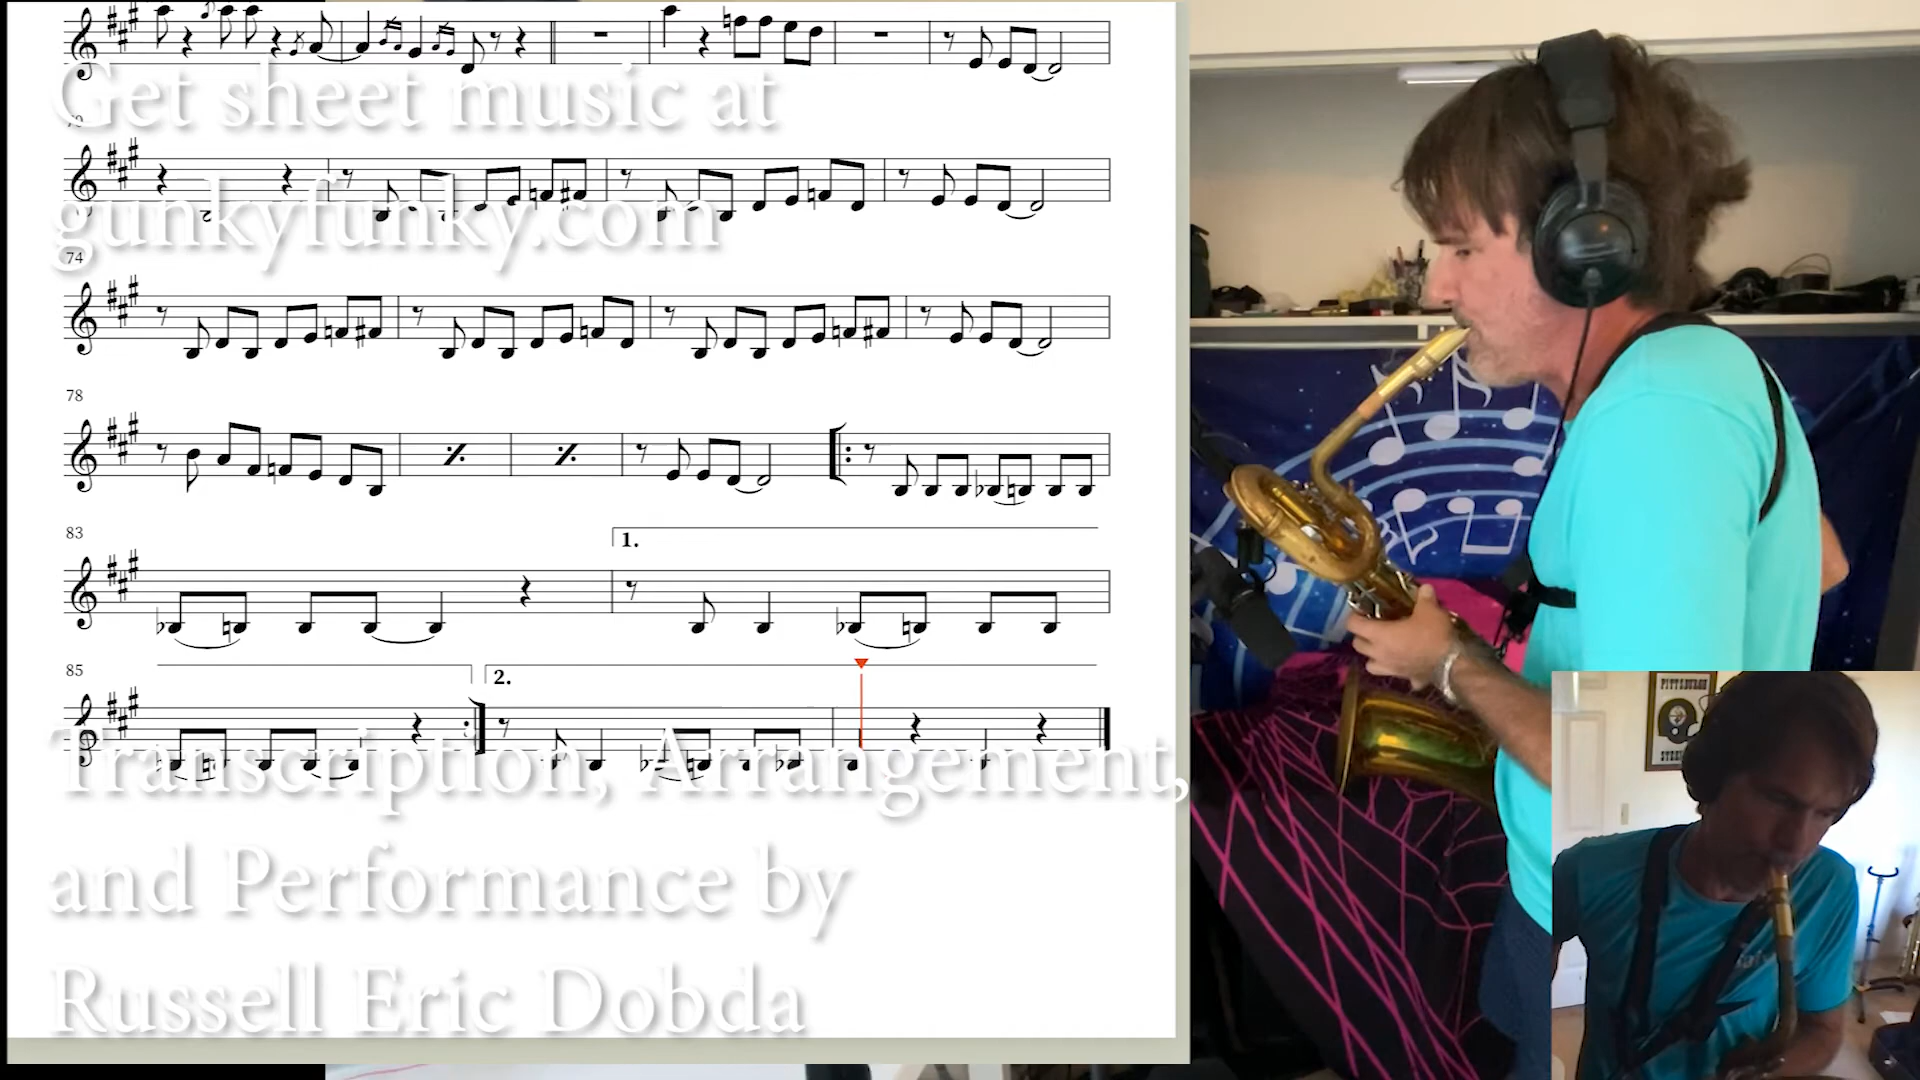 Get sheet music at
70
gunkyfunky.com
74
78
83
1.
85
2.
Transcription, Arrangement,
and Performance by
Russell Eric Dobda
PITTSBURGH